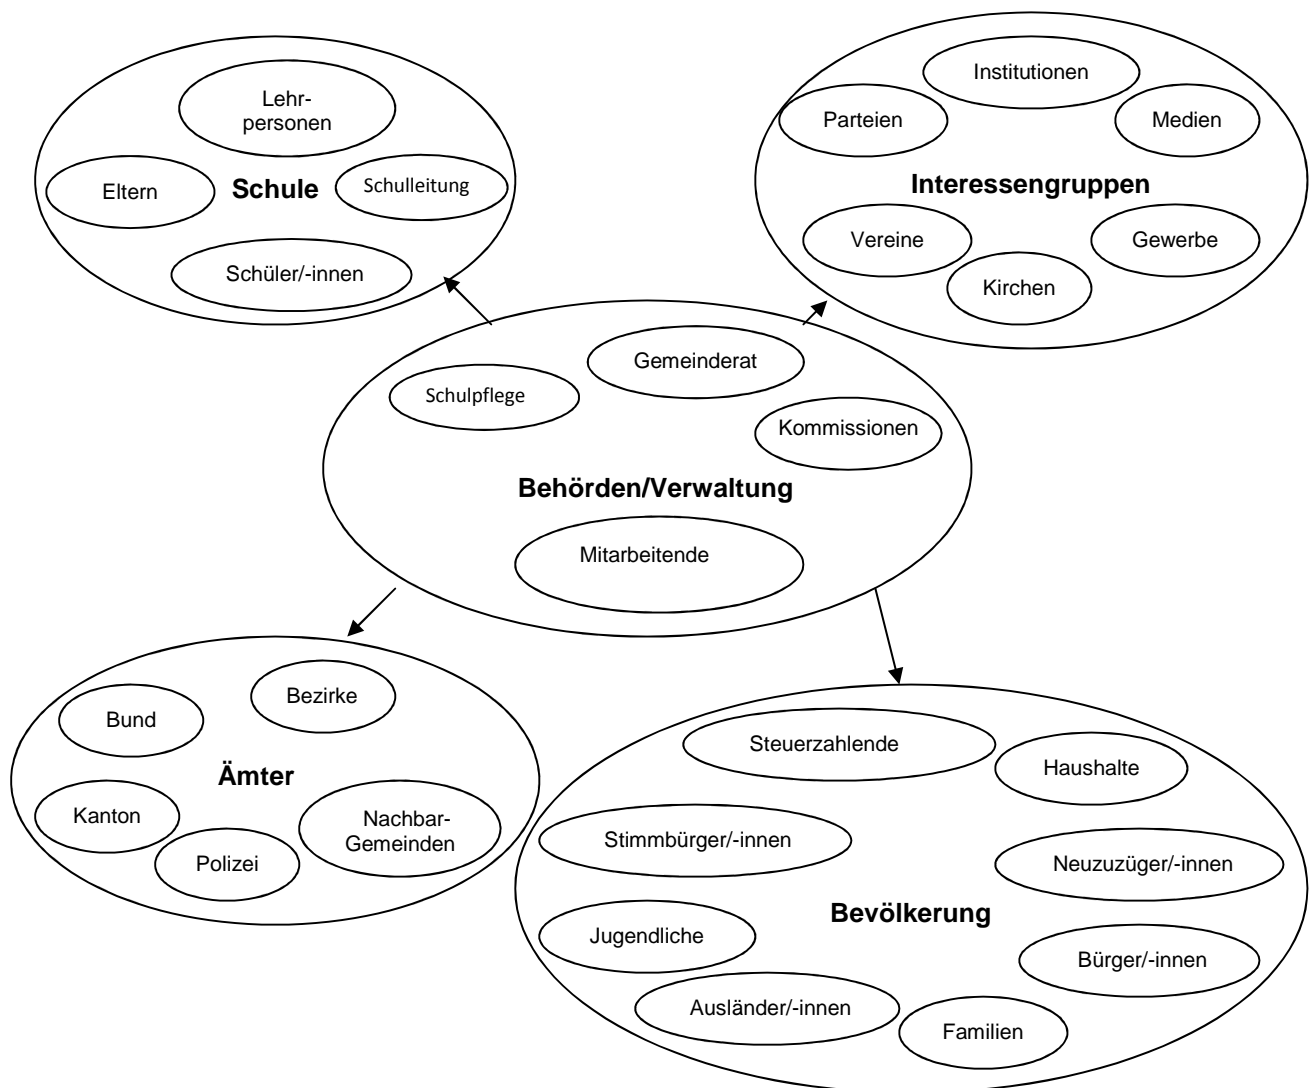 Lehr-
personen
Eltern
Schule
Schulleitung
Schüler/-innen
Institutionen
Parteien
Medien
Interessengruppen
Vereine
Gewerbe
Kirchen
Gemeinderat
Schulpflege
Kommissionen
Behörden/Verwaltung
Mitarbeitende
Bezirke
Bund
Ämter
Kanton
Nachbar-
Gemeinden
Polizei
Steuerzahlende
Haushalte
Stimmbürger/-innen
Neuzuzüger/-innen
Bevölkerung
Jugendliche
Bürger/-innen
Ausländer/-innen
Familien